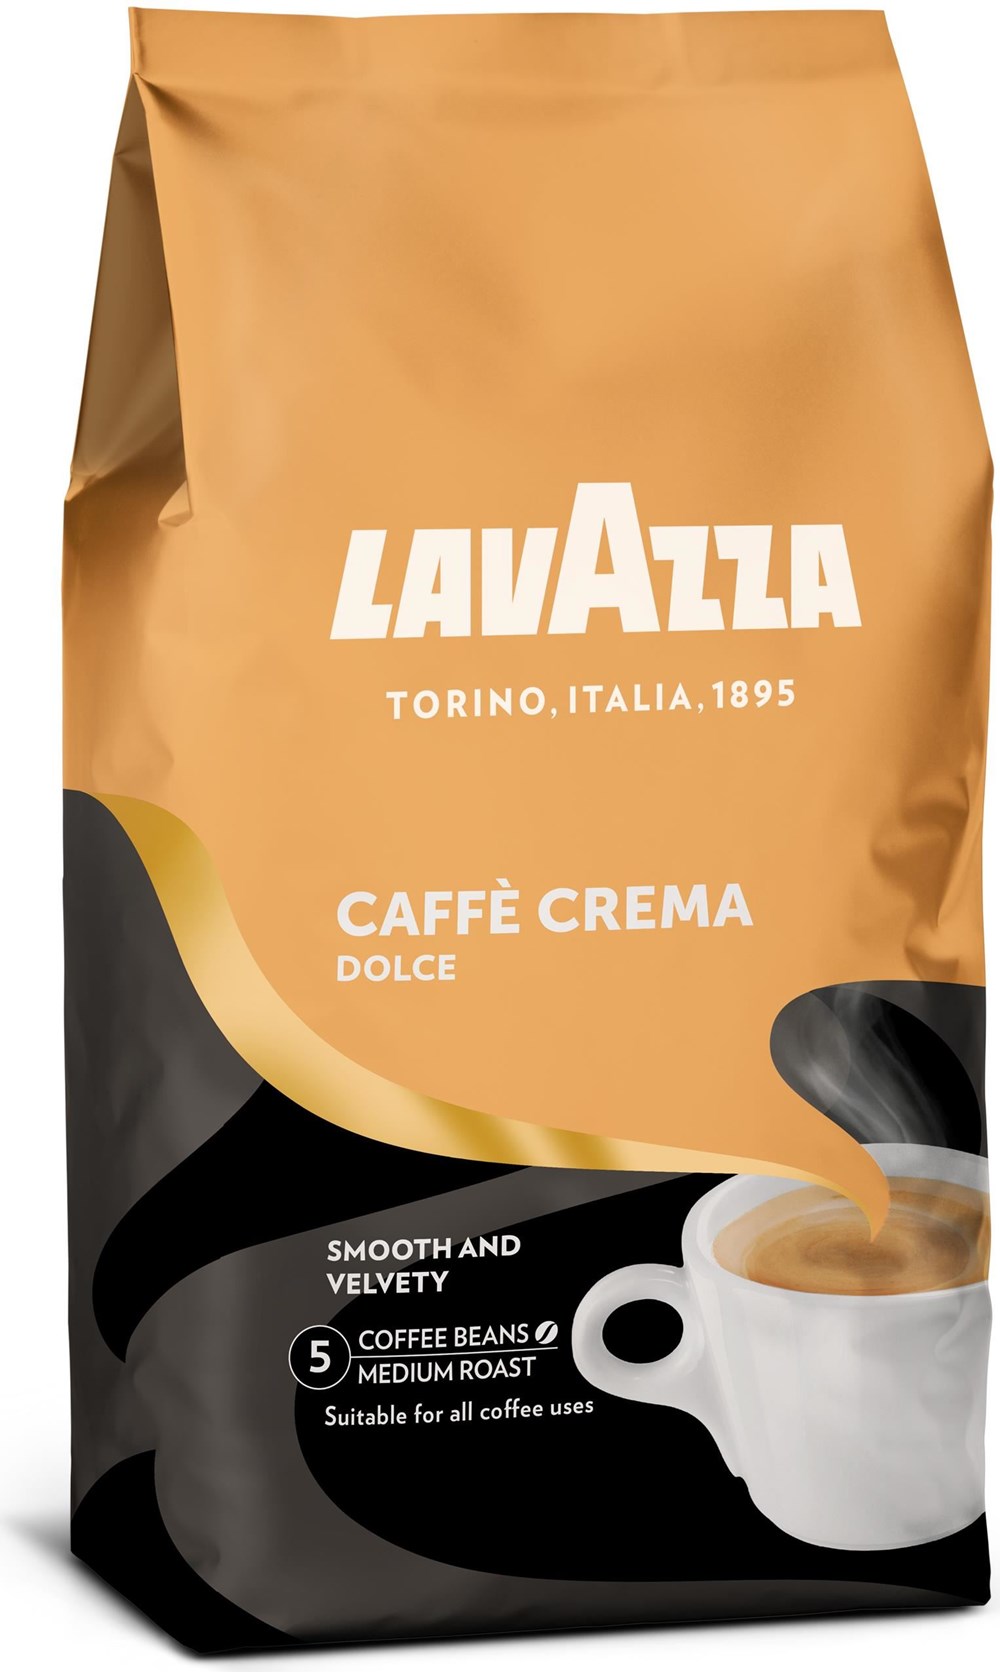 LAVAZZA
TORINO, ITALIA, 1895
CAFFÈ CREMA
DOLCE
SMOOTH AND
VELVETY
5
COFFEE BEANS
MEDIUM ROAST
Suitable for all coffee uses